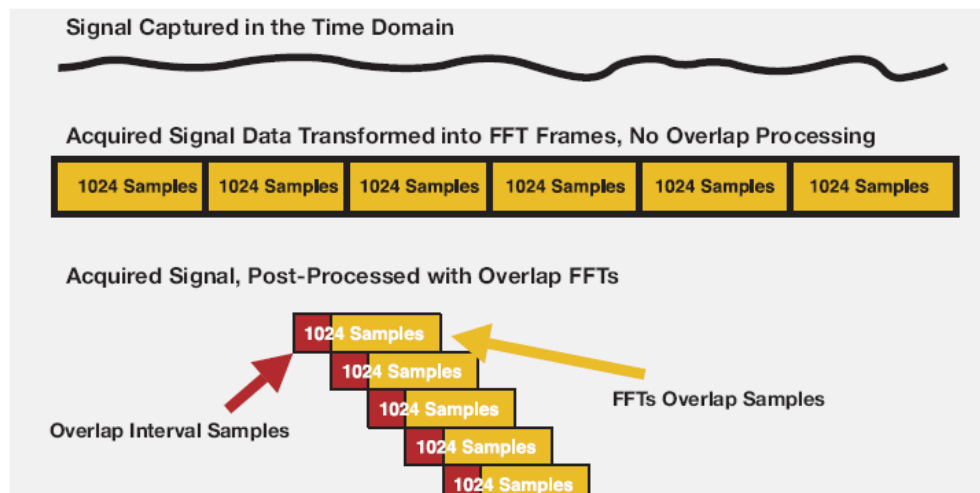 Signal Captured in the Time Domain
Acquired Signal Data Transformed into FFT Frames, No Overlap Processing
1024 Samples 1024 Samples 1024 Samples 1024 Samples 1024 Samples 1024 Samples
Acquired Signal, Post-Processed with Overlap FFTs
1024 Samples
1024 Samples
1024 Samples
FFTs Overlap Samples
Overlap Interval Samples
1024 Samples
1024 Samples